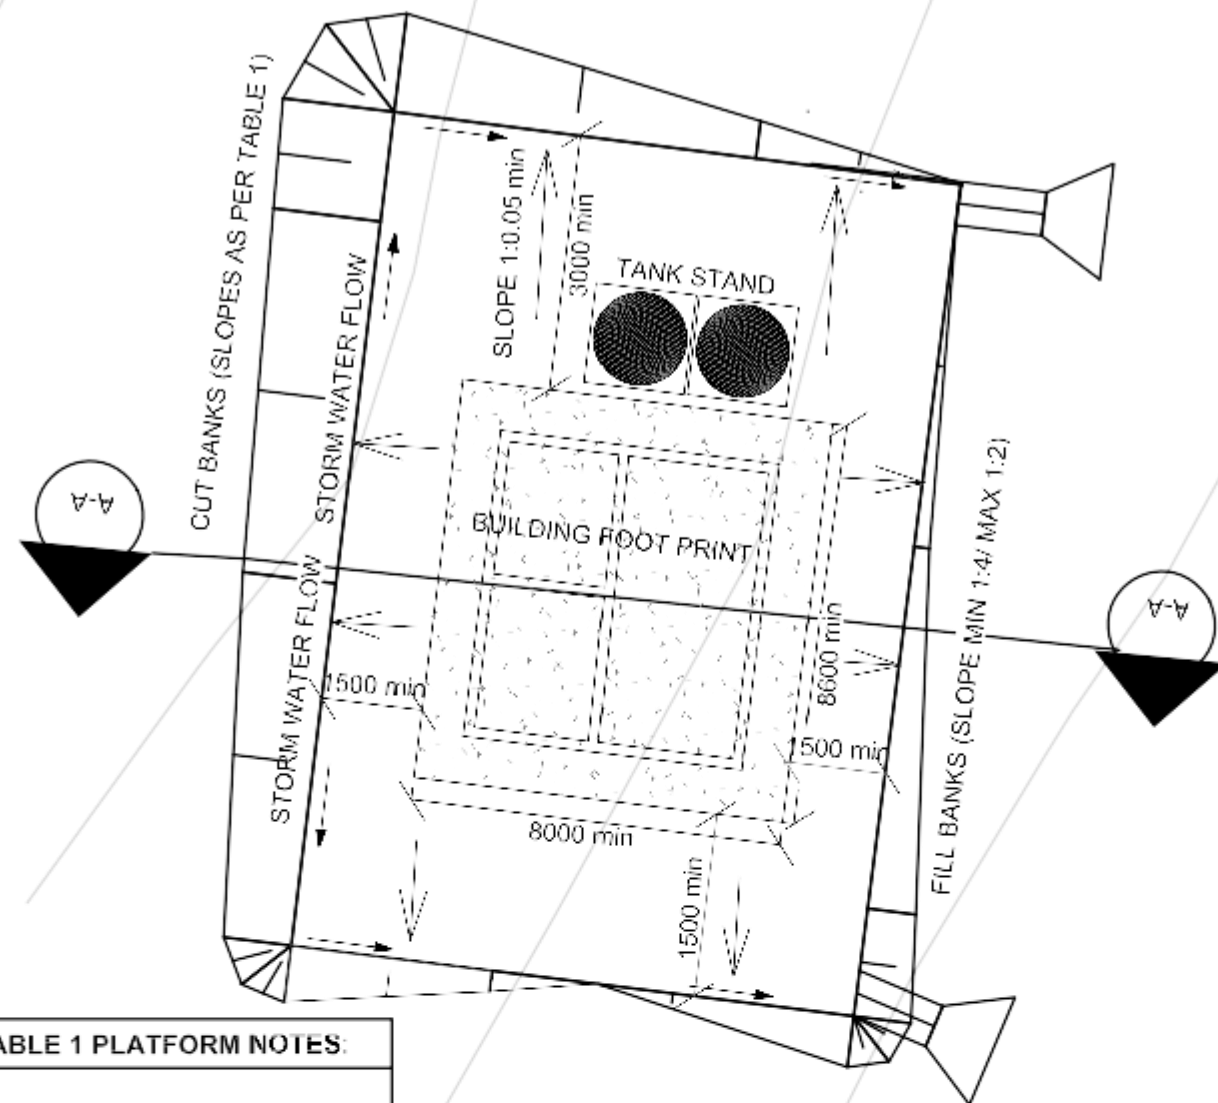 CUT BANKS (SLOPES AS PER TABLE 1)
STORM WATER FLOW
STORM WATER FLOW
SLOPE 1:0.05 min
3000 min
TANK STAND
BUILDING FOOT PRINT
A-A
A-A
8600 min
1500 min
1500 min
8000 min
1500 min
FILL BANKS (SLOPE MIN 1:4/ MAX 1:2)
ABLE 1 PLATFORM NOTES: